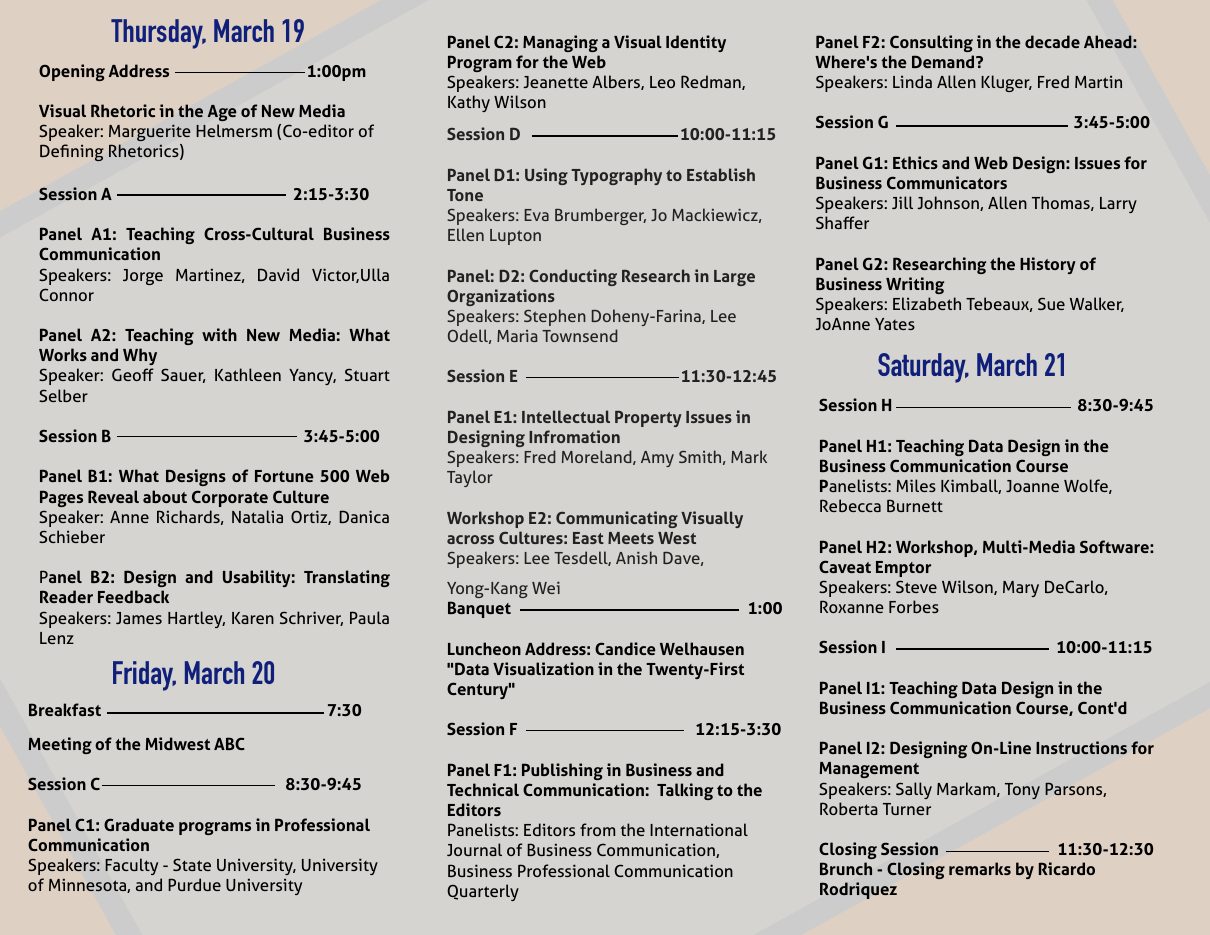 Thursday, March 19
Opening Address 1:00pm
Visual Rhetoric in the Age of New Media
Speaker: Marguerite Helmersm (Co-editor of
Defining Rhetorics)
Session A 2:15-3:30
Panel A1: Teaching Cross-Cultural Business
Communication
Speakers: Jorge Martinez, David Victor,Ulla
Connor
Panel A2: Teaching with New Media: What
Works and Why
Speaker: Geoff Sauer, Kathleen Yancy, Stuart
Selber
Session B 3:45-5:00
Panel B1: What Designs of Fortune 500 Web
Pages Reveal about Corporate Culture
Speaker: Anne Richards, Natalia Ortiz, Danica
Schieber
Panel B2: Design and Usability: Translating
Reader Feedback
Speakers: James Hartley, Karen Schriver, Paula
Lenz
Friday, March 20
Breakfast 7:30
Meeting of the Midwest ABC
Session C 8:30-9:45
Panel C1: Graduate programs in Professional
Communication
Speakers: Faculty - State University, University
of Minnesota, and Purdue University
Panel C2: Managing a Visual Identity
Program for the Web
Speakers: Jeanette Albers, Leo Redman,
Kathy Wilson
Session D 10:00-11:15
Panel D1: Using Typography to Establish
Tone
Speakers: Eva Brumberger, Jo Mackiewicz,
Ellen Lupton
Panel: D2: Conducting Research in Large
Organizations
Speakers: Stephen Doheny-Farina, Lee
Odell, Maria Townsend
Session E 11:30-12:45
Panel E1: Intellectual Property Issues in
Designing Infromation
Speakers: Fred Moreland, Amy Smith, Mark
Taylor
Workshop E2: Communicating Visually
across Cultures: East Meets West
Speakers: Lee Tesdell, Anish Dave,
Yong-Kang Wei
Banquet 1:00
Luncheon Address: Candice Welhausen
"Data Visualization in the Twenty-First
Century"
Session F 12:15-3:30
Panel F1: Publishing in Business and
Technical Communication: Talking to the
Editors
Panelists: Editors from the International
Journal of Business Communication,
Business Professional Communication
Quarterly
Panel F2: Consulting in the decade Ahead:
Where's the Demand?
Speakers: Linda Allen Kluger, Fred Martin
Session G 3:45-5:00
Panel G1: Ethics and Web Design: Issues for
Business Communicators
Speakers: Jill Johnson, Allen Thomas, Larry
Shaffer
Panel G2: Researching the History of
Business Writing
Speakers: Elizabeth Tebeaux, Sue Walker,
JoAnne Yates
Saturday, March 21
Session H 8:30-9:45
Panel H1: Teaching Data Design in the
Business Communication Course
Panelists: Miles Kimball, Joanne Wolfe,
Rebecca Burnett
Panel H2: Workshop, Multi-Media Software:
Caveat Emptor
Speakers: Steve Wilson, Mary DeCarlo,
Roxanne Forbes
Session I 10:00-11:15
Panel I1: Teaching Data Design in the
Business Communication Course, Cont'd
Panel I2: Designing On-Line Instructions for
Management
Speakers: Sally Markam, Tony Parsons,
Roberta Turner
Closing Session 11:30-12:30
Brunch - Closing remarks by Ricardo
Rodriquez